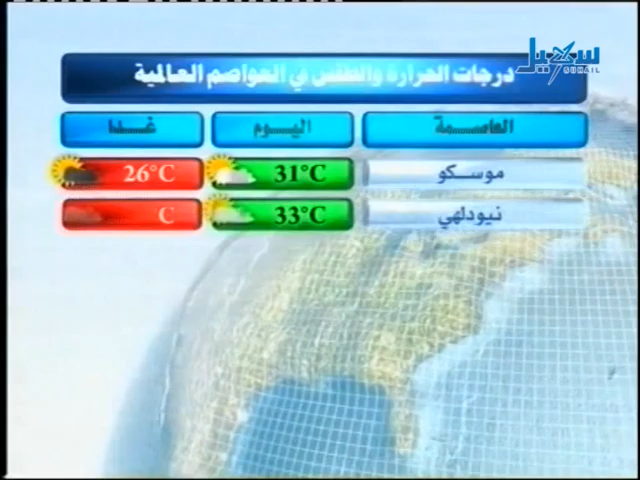 سهيل
SUHAIL
درجات الحرارة والطقس في العواصم العالمية
العاصمة اليوم غدا
موسكو 31°C 26°C
نيودلهي 33°C C